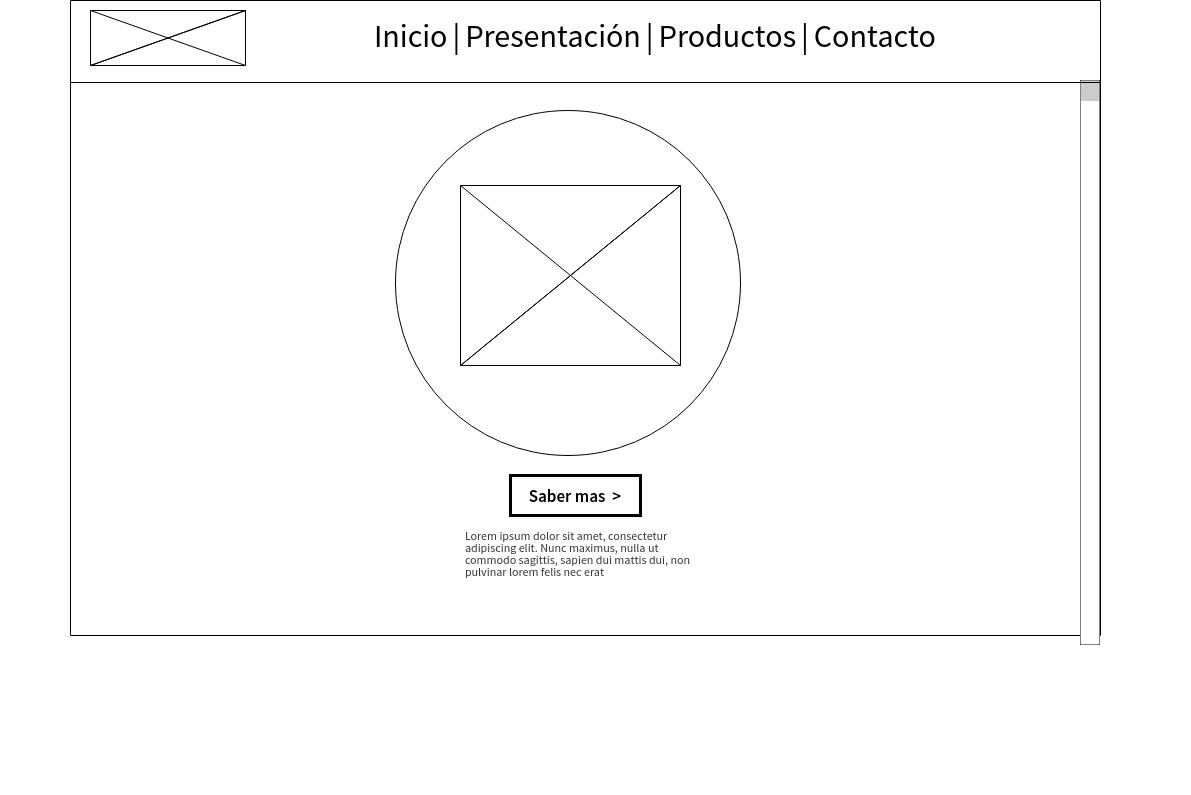 Inicio | Presentación | Productos | Contacto
Saber mas >
Lorem ipsum dolor sit amet, consectetur
adipiscing elit. Nunc maximus, nulla ut
commodo sagittis, sapien dui mattis dui, non
pulvinar lorem felis nec erat